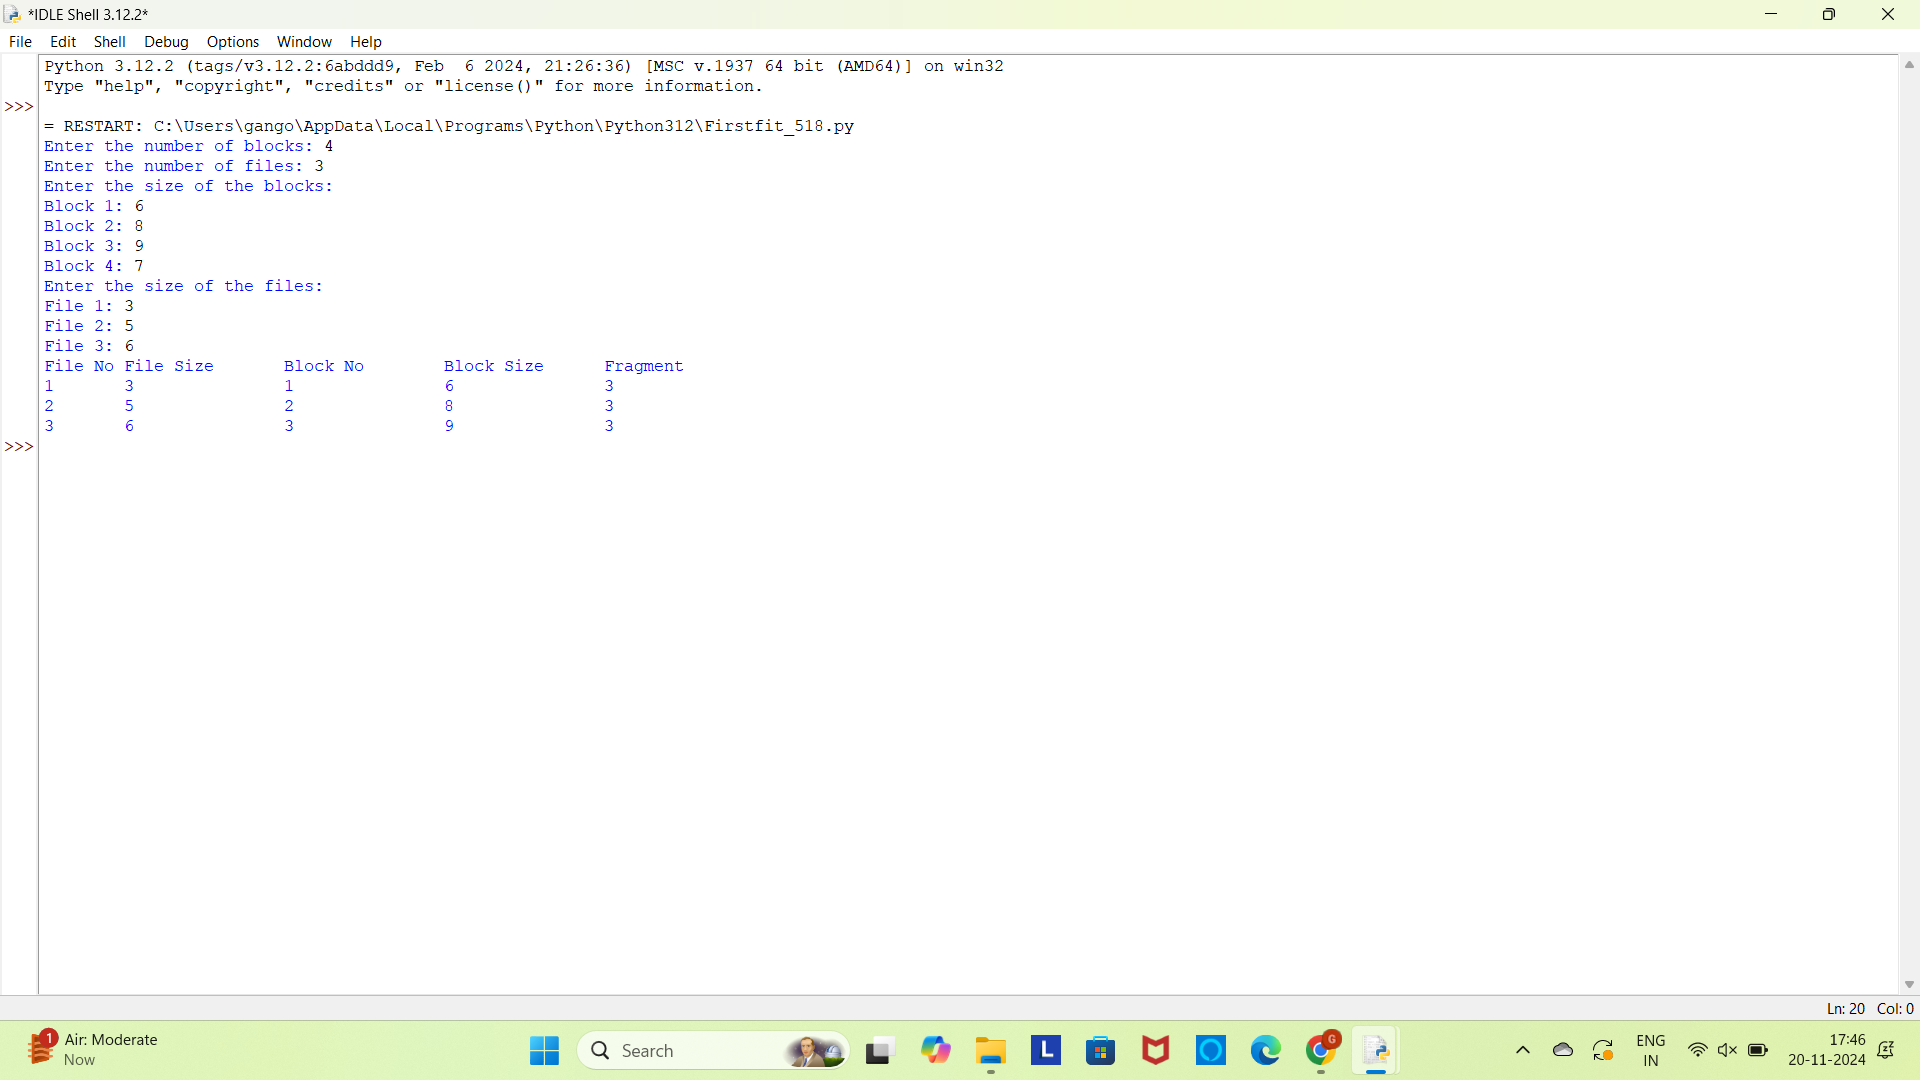 *IDLE Shell 3.12.2*
File Edit Shell Debug Options Window Help
Python 3.12.2 (tags/v3.12.2:6abddd9, Feb  6 2024, 21:26:36) [MSC v.1937 64 bit (AMD64)] on win32
Type "help", "copyright", "credits" or "license()" for more information.
>>>
= RESTART: C:\Users\gango\AppData\Local\Programs\Python\Python312\Firstfit_518.py
Enter the number of blocks: 4
Enter the number of files: 3
Enter the size of the blocks:
Block 1: 6
Block 2: 8
Block 3: 9
Block 4: 7
Enter the size of the files:
File 1: 3
File 2: 5
File 3: 6
File No File Size Block No Block Size Fragment
1 3 1 6 3
2 5 2 8 3
3 6 3 9 3
>>>
Ln: 20 Col: 0
1 Air: Moderate
Now
Search
L
G
ENG
IN
17:46
20-11-2024